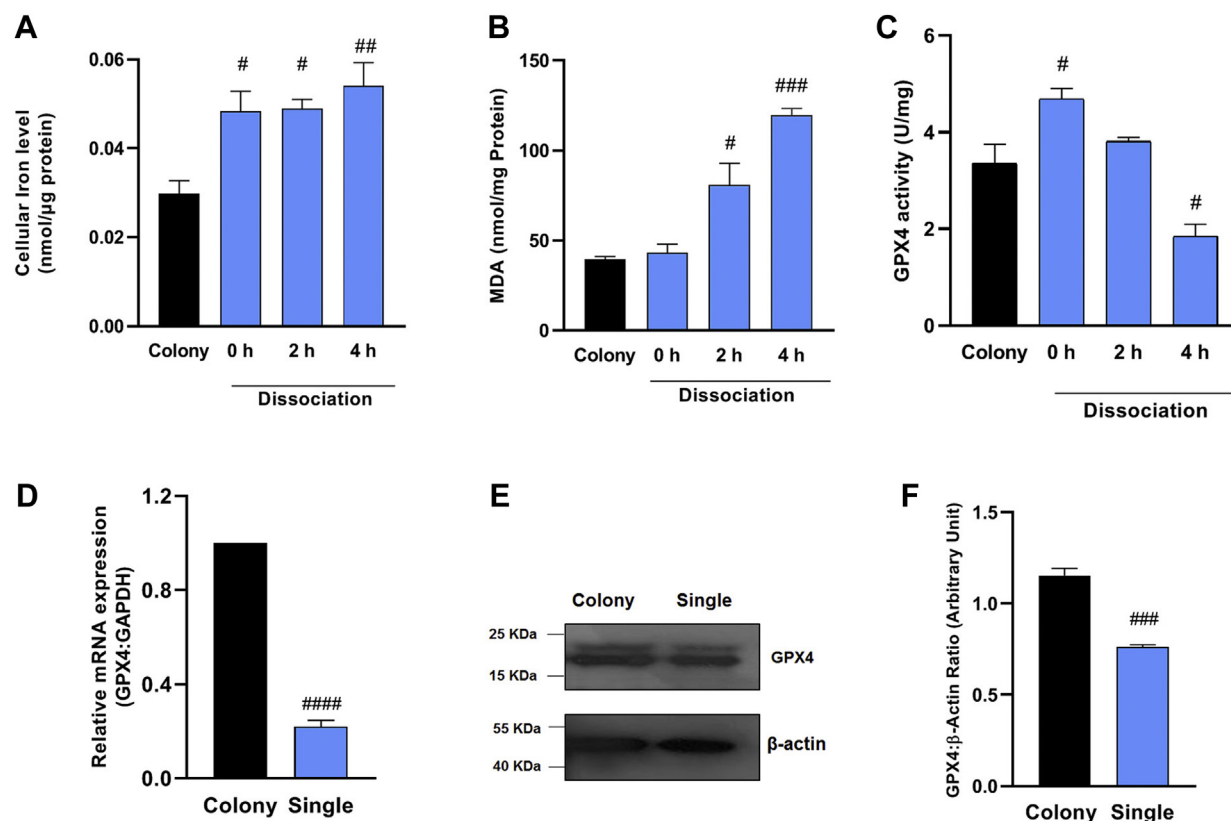 A
Cellular Iron level
(nmol/μg protein)
0.06
0.04
0.02
0.00
#
#
##
Colony 0 h 2 h 4 h
Dissociation
B
MDA (nmol/mg Protein)
150
100
50
0
#
###
Colony 0 h 2 h 4 h
Dissociation
C
GPX4 activity (U/mg)
6
4
2
0
#
#
Colony 0 h 2 h 4 h
Dissociation
D
Relative mRNA expression
(GPX4:GAPDH)
1.2
0.8
0.4
0.0
####
Colony Single
E
Colony Single
25 KDa
15 KDa
GPX4
55 KDa
40 KDa
β-actin
F
GPX4:β-Actin Ratio (Arbitrary Unit)
1.5
1.0
0.5
0.0
###
Colony Single